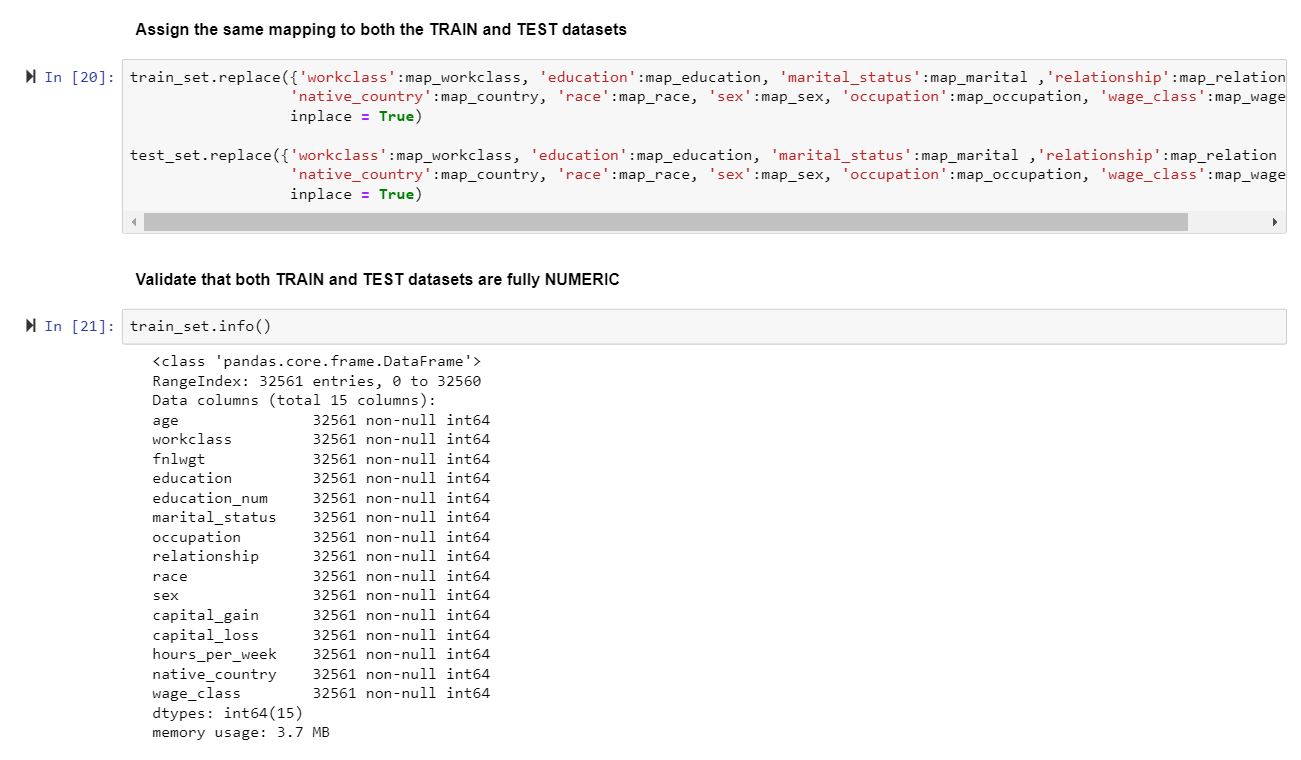 Assign the same mapping to both the TRAIN and TEST datasets
In [20]: train_set.replace({'workclass':map_workclass, 'education':map_education, 'marital_status':map_marital ,'relationship':map_relation
'native_country':map_country, 'race':map_race, 'sex':map_sex, 'occupation':map_occupation, 'wage_class':map_wage
inplace = True)
test_set.replace({'workclass':map_workclass, 'education':map_education, 'marital_status':map_marital ,'relationship':map_relation
'native_country':map_country, 'race':map_race, 'sex':map_sex, 'occupation':map_occupation, 'wage_class':map_wage
inplace = True)
Validate that both TRAIN and TEST datasets are fully NUMERIC
In [21]: train_set.info()
<class 'pandas.core.frame.DataFrame'>
RangeIndex: 32561 entries, 0 to 32560
Data columns (total 15 columns):
age 32561 non-null int64
workclass 32561 non-null int64
fnlwgt 32561 non-null int64
education 32561 non-null int64
education_num 32561 non-null int64
marital_status 32561 non-null int64
occupation 32561 non-null int64
relationship 32561 non-null int64
race 32561 non-null int64
sex 32561 non-null int64
capital_gain 32561 non-null int64
capital_loss 32561 non-null int64
hours_per_week 32561 non-null int64
native_country 32561 non-null int64
wage_class 32561 non-null int64
dtypes: int64(15)
memory usage: 3.7 MB